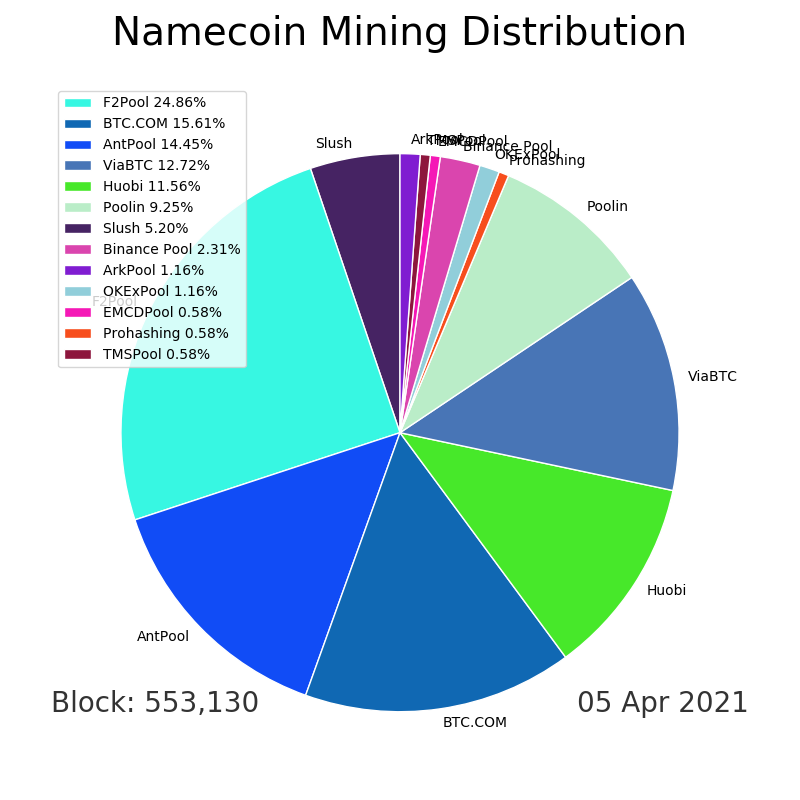 Namecoin Mining Distribution
F2Pool 24.86%
BTC.COM 15.61%
AntPool 14.45%
ViaBTC 12.72%
Huobi 11.56%
Poolin 9.25%
Slush 5.20%
Binance Pool 2.31%
ArkPool 1.16%
OKExPool 1.16%
EMCDPool 0.58%
Prohashing 0.58%
TMSPool 0.58%
Slush
ArkPool
TMSPool
EMCDPool
Binance Pool
OKExPool
Prohashing
Poolin
F2Pool
ViaBTC
Huobi
AntPool
BTC.COM
Block: 553,130
05 Apr 2021